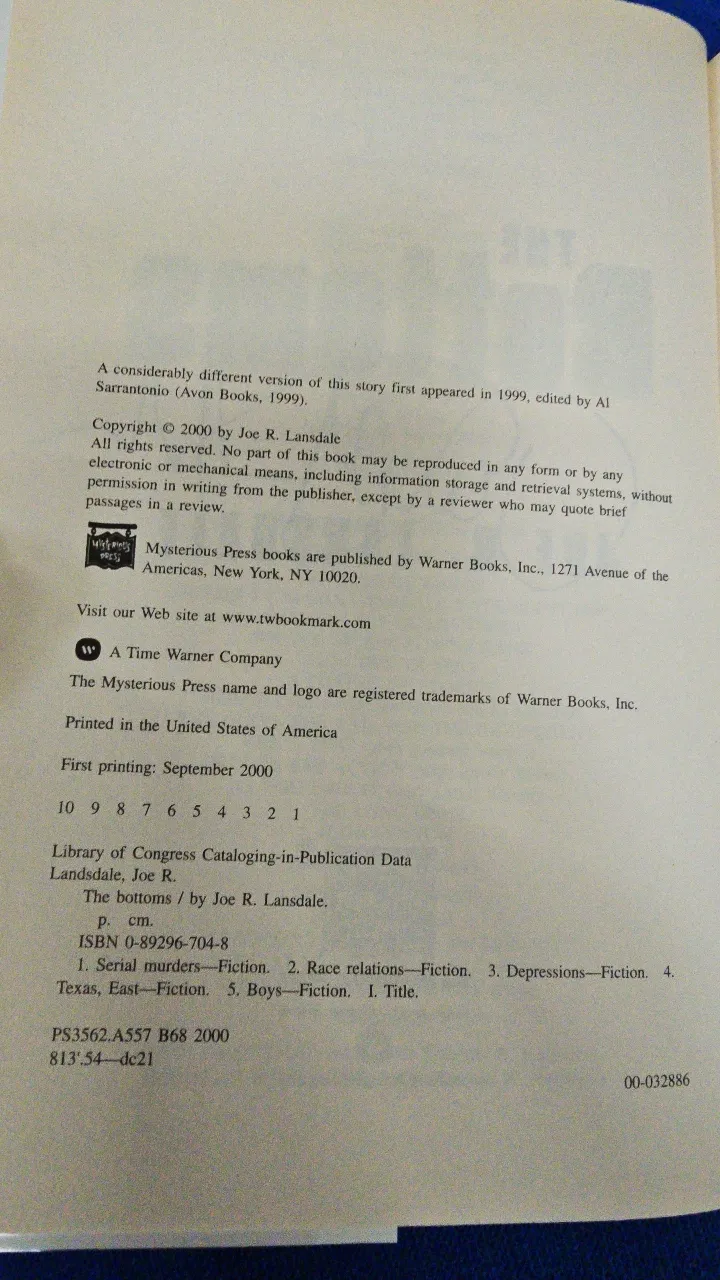 A considerably different version of this story first appeared in 1999, edited by Al
Sarrantonio (Avon Books, 1999).
Copyright © 2000 by Joe R. Lansdale
All rights reserved. No part of this book may be reproduced in any form or by any
electronic or mechanical means, including information storage and retrieval systems, without
permission in writing from the publisher, except by a reviewer who may quote brief
passages in a review.
MYSTERIOUS
PRESS
Mysterious Press books are published by Warner Books, Inc., 1271 Avenue of the
Americas, New York, NY 10020.
Visit our Web site at www.twbookmark.com
W A Time Warner Company
The Mysterious Press name and logo are registered trademarks of Warner Books, Inc.
Printed in the United States of America
First printing: September 2000
10 9 8 7 6 5 4 3 2 1
Library of Congress Cataloging-in-Publication Data
Landsdale, Joe R.
The bottoms / by Joe R. Lansdale.
p. cm.
ISBN 0-89296-704-8
1. Serial murders—Fiction. 2. Race relations—Fiction. 3. Depressions—Fiction. 4.
Texas, East—Fiction. 5. Boys—Fiction. I. Title.
PS3562.A557 B68 2000
813'.54—dc21
00-032886